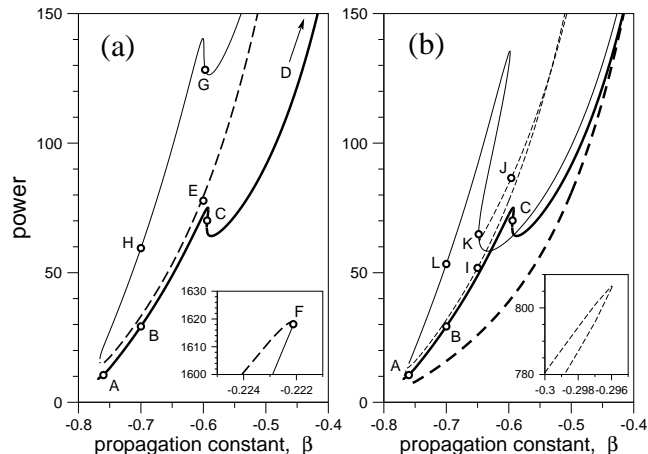 (a)
(b)
power
150
100
50
0
D
G
E
C
H
B
A
F
1630
1620
1610
1600
-0.224
-0.222
-0.8
-0.7
-0.6
-0.5
-0.4
propagation constant, β
150
100
50
0
J
K
C
L
I
B
A
800
780
-0.3
-0.298
-0.296
-0.8
-0.7
-0.6
-0.5
-0.4
propagation constant, β